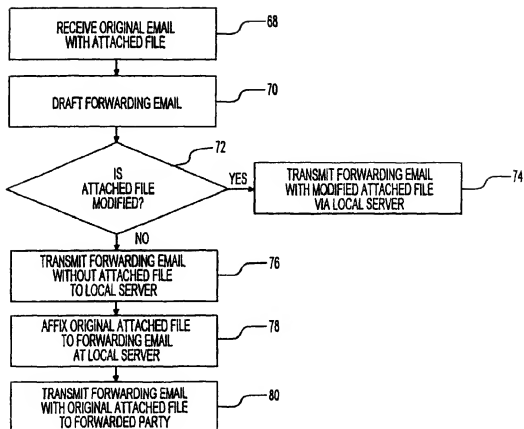 RECEIVE ORIGINAL EMAIL
WITH ATTACHED FILE
68
DRAFT FORWARDING EMAIL
70
72
IS
ATTACHED FILE
MODIFIED?
YES
TRANSMIT FORWARDING EMAIL
WITH MODIFIED ATTACHED FILE
VIA LOCAL SERVER
74
NO
TRANSMIT FORWARDING EMAIL
WITHOUT ATTACHED FILE
TO LOCAL SERVER
76
AFFIX ORIGINAL ATTACHED FILE
TO FORWARDING EMAIL
AT LOCAL SERVER
78
TRANSMIT FORWARDING EMAIL
WITH ORIGINAL ATTACHED FILE
TO FORWARDED PARTY
80